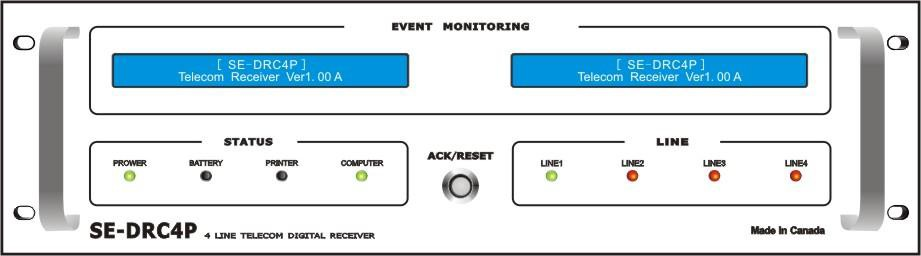 EVENT MONITORING
[ SE-DRC4P ]
Telecom Receiver Ver1. 00 A
[ SE-DRC4P ]
Telecom Receiver Ver1. 00 A
STATUS
PROWER BATTERY PRINTER COMPUTER
ACK/RESET
LINE
LINE1 LINE2 LINE3 LINE4
SE-DRC4P 4 LINE TELECOM DIGITAL RECEIVER
Made In Canada